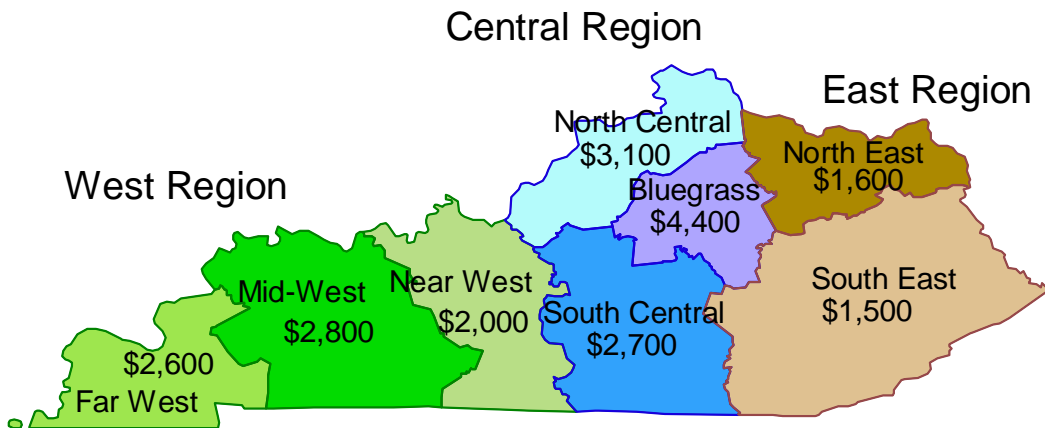 Central Region
East Region
West Region
North Central
$3,100
North East
$1,600
Bluegrass
$4,400
Mid-West
$2,800
Near West
$2,000
South Central
$2,700
South East
$1,500
$2,600
Far West